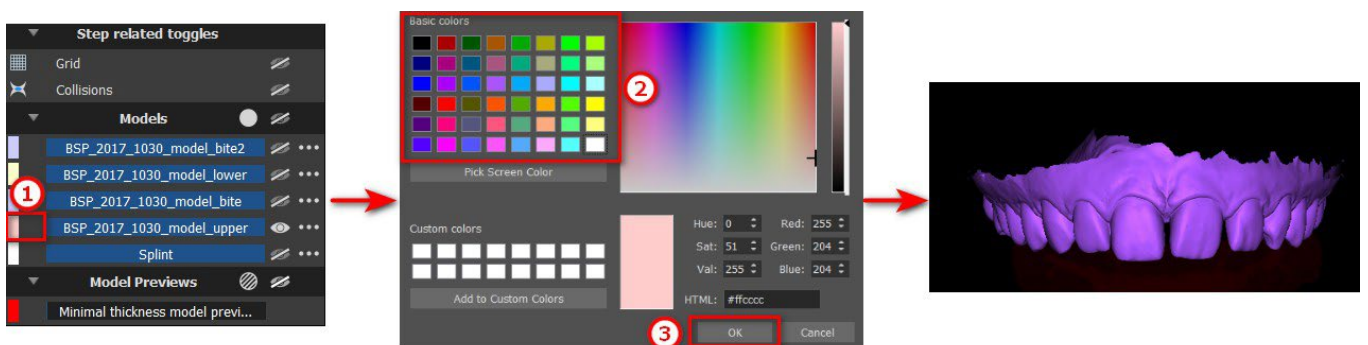 Step related toggles
Grid
Collisions
Models
BSP_2017_1030_model_bite2
BSP_2017_1030_model_lower
1
BSP_2017_1030_model_bite
BSP_2017_1030_model_upper
Splint
Model Previews
Minimal thickness model previ...
Basic colors
2
Pick Screen Color
Custom colors
Add to Custom Colors
Hue: 0 Red: 255
Sat: 51 Green: 204
Val: 255 Blue: 204
HTML: #ffcccc
3
OK Cancel